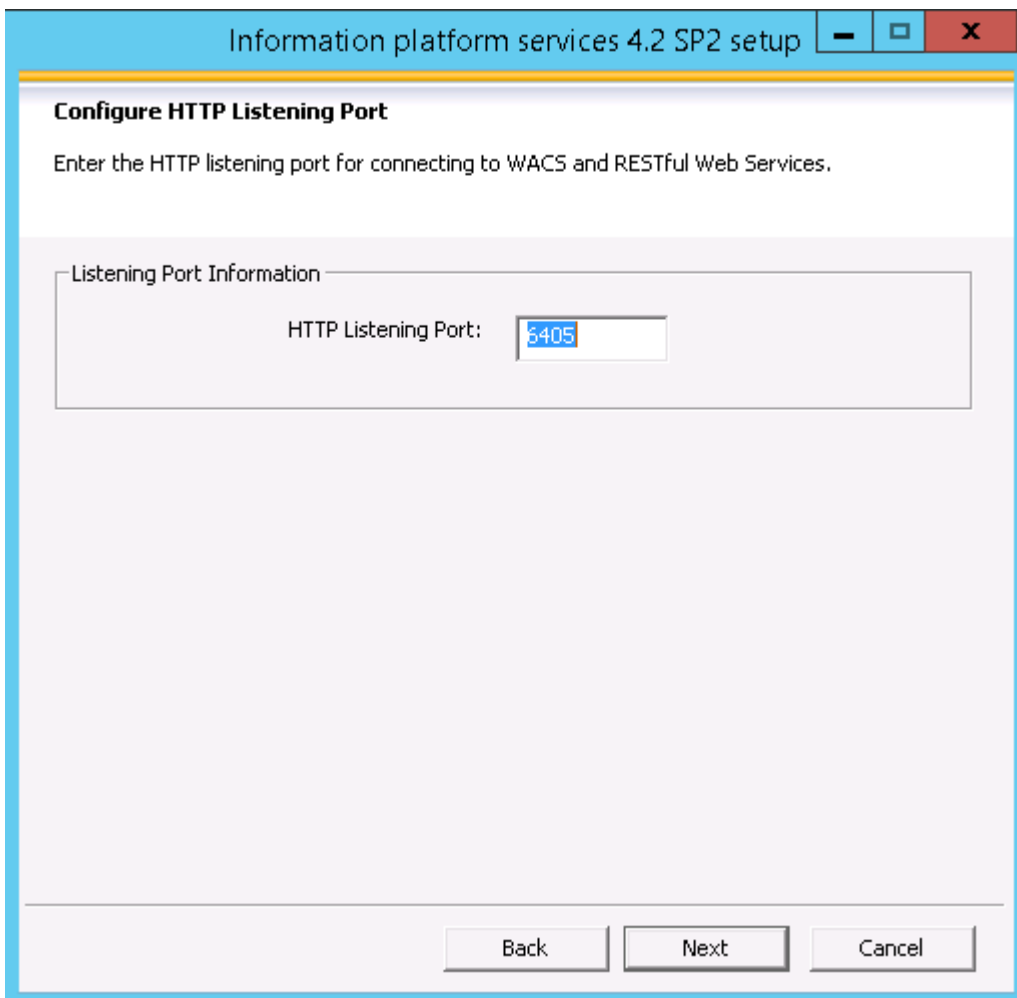 Information platform services 4.2 SP2 setup
Configure HTTP Listening Port
Enter the HTTP listening port for connecting to WACS and RESTful Web Services.
Listening Port Information
HTTP Listening Port: 6405
Back Next Cancel